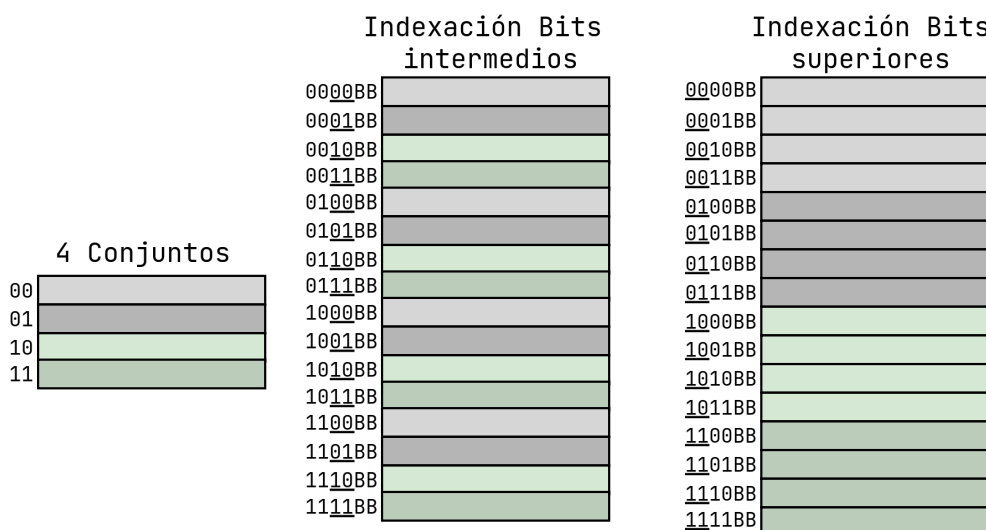 4 Conjuntos
00
01
10
11
Indexación Bits
intermedios
0000BB
0001BB
0010BB
0011BB
0100BB
0101BB
0110BB
0111BB
1000BB
1001BB
1010BB
1011BB
1100BB
1101BB
1110BB
1111BB
Indexación Bits
superiores
0000BB
0001BB
0010BB
0011BB
0100BB
0101BB
0110BB
0111BB
1000BB
1001BB
1010BB
1011BB
1100BB
1101BB
1110BB
1111BB